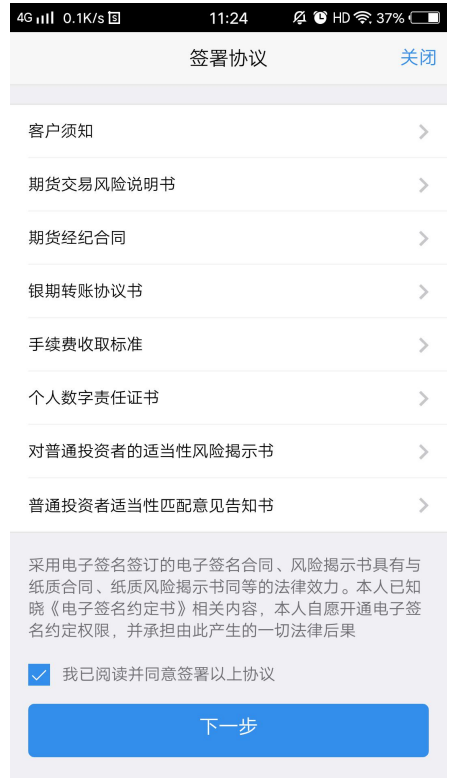 4G 0.1K/s 11:24 HD 37%
签署协议 关闭
客户须知
期货交易风险说明书
期货经纪合同
银期转账协议书
手续费收取标准
个人数字责任证书
对普通投资者的适当性风险揭示书
普通投资者适当性匹配意见告知书
采用电子签名签订的电子签名合同、风险揭示书具有与
纸质合同、纸质风险揭示书同等的法律效力。本人已知
晓《电子签名约定书》相关内容，本人自愿开通电子签
名约定权限，并承担由此产生的一切法律后果
我已阅读并同意签署以上协议
下一步